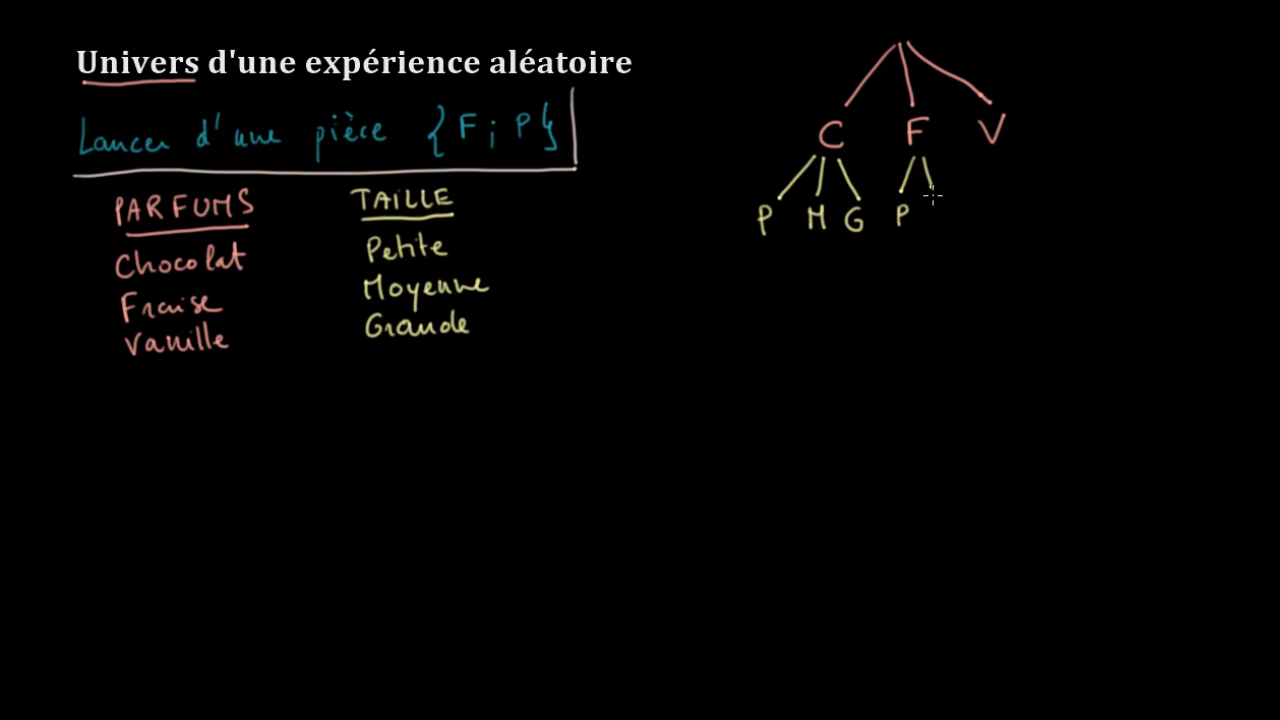 Univers d'une expérience aléatoire
Lancer d'une pièce {F ; P}
PARFUMS
Chocolat
Fraise
Vanille
TAILLE
Petite
Moyenne
Grande
C F V
P M G P